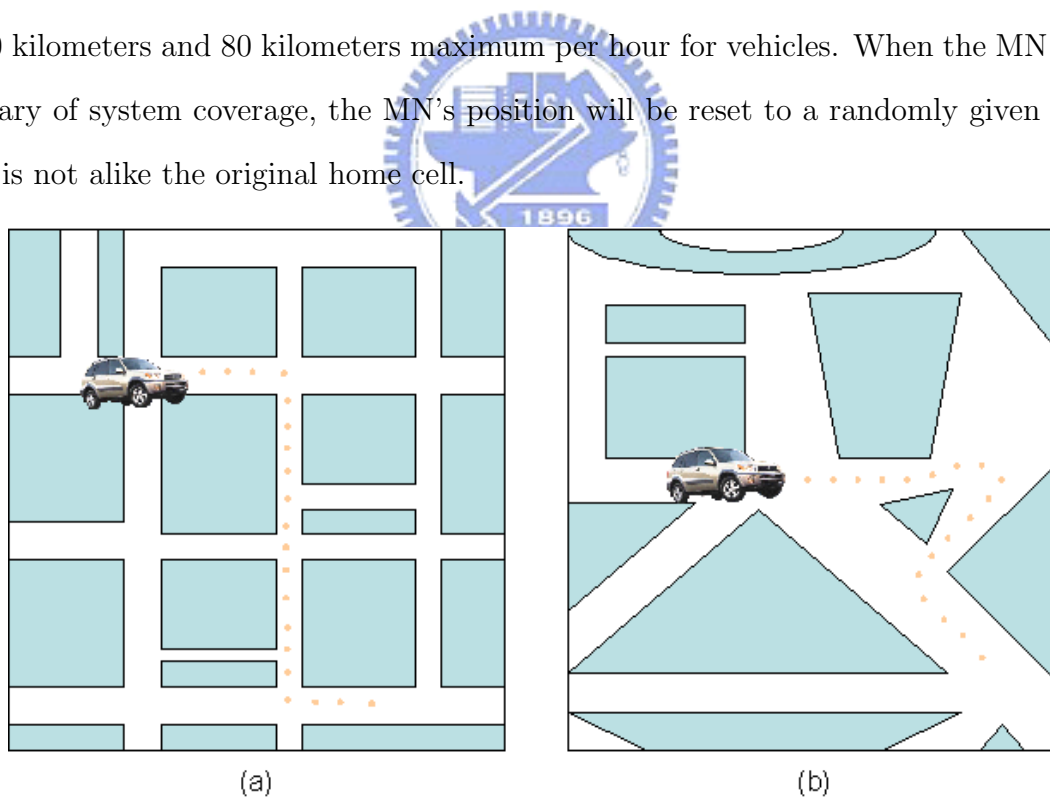 kilometers and 80 kilometers maximum per hour for vehicles. When the MN
of system coverage, the MN's position will be reset to a randomly given
is not alike the original home cell.
1896
(a) (b)